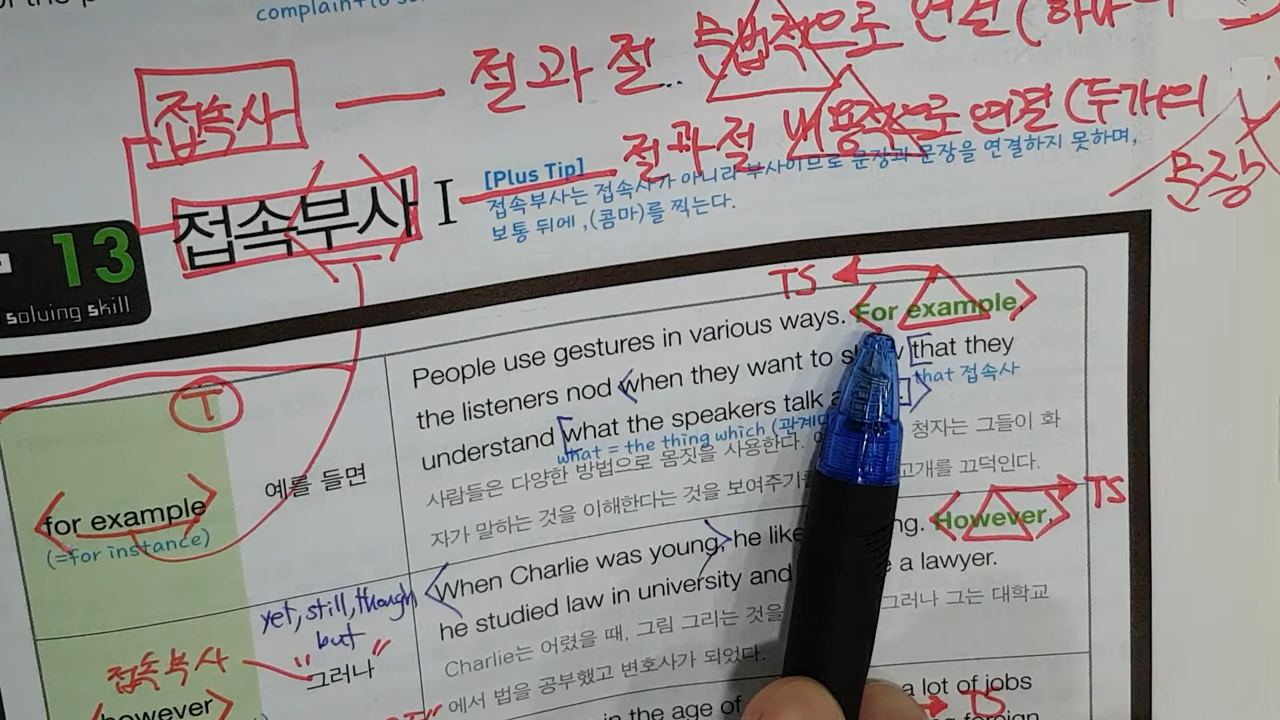 complain+to
접속사 — 절과 절.. 문법적으로 연결 (하나의
절과 절 내용적으로 연결 (두개의
문장
13
soluing skill
접속부사 I
[Plus Tip]
접속부사는 접속사가 아니라 부사이므로 문장과 문장을 연결하지 못하며,
보통 뒤에 ,(콤마)를 찍는다.
T
for example
(=for instance)
예를 들면
TS
People use gestures in various ways. For example
the listeners nod when they want to that they
that 접속사
understand what the speakers talk
what = the thing which
사람들은 다양한 방법으로 몸짓을 사용한다. 청자는 그들이 화
자가 말하는 것을 이해한다는 것을 보여주기를 고개를 끄덕인다.
yet, still, though
but
접속부사 "그러나"
however
When Charlie was young, he However, TS
he studied law in university and a lawyer.
Charlie는 어렸을 때, 그림 그리는 것을 그러나 그는 대학교
에서 법을 공부했고 변호사가 되었다.
in the age of a lot of jobs
TS